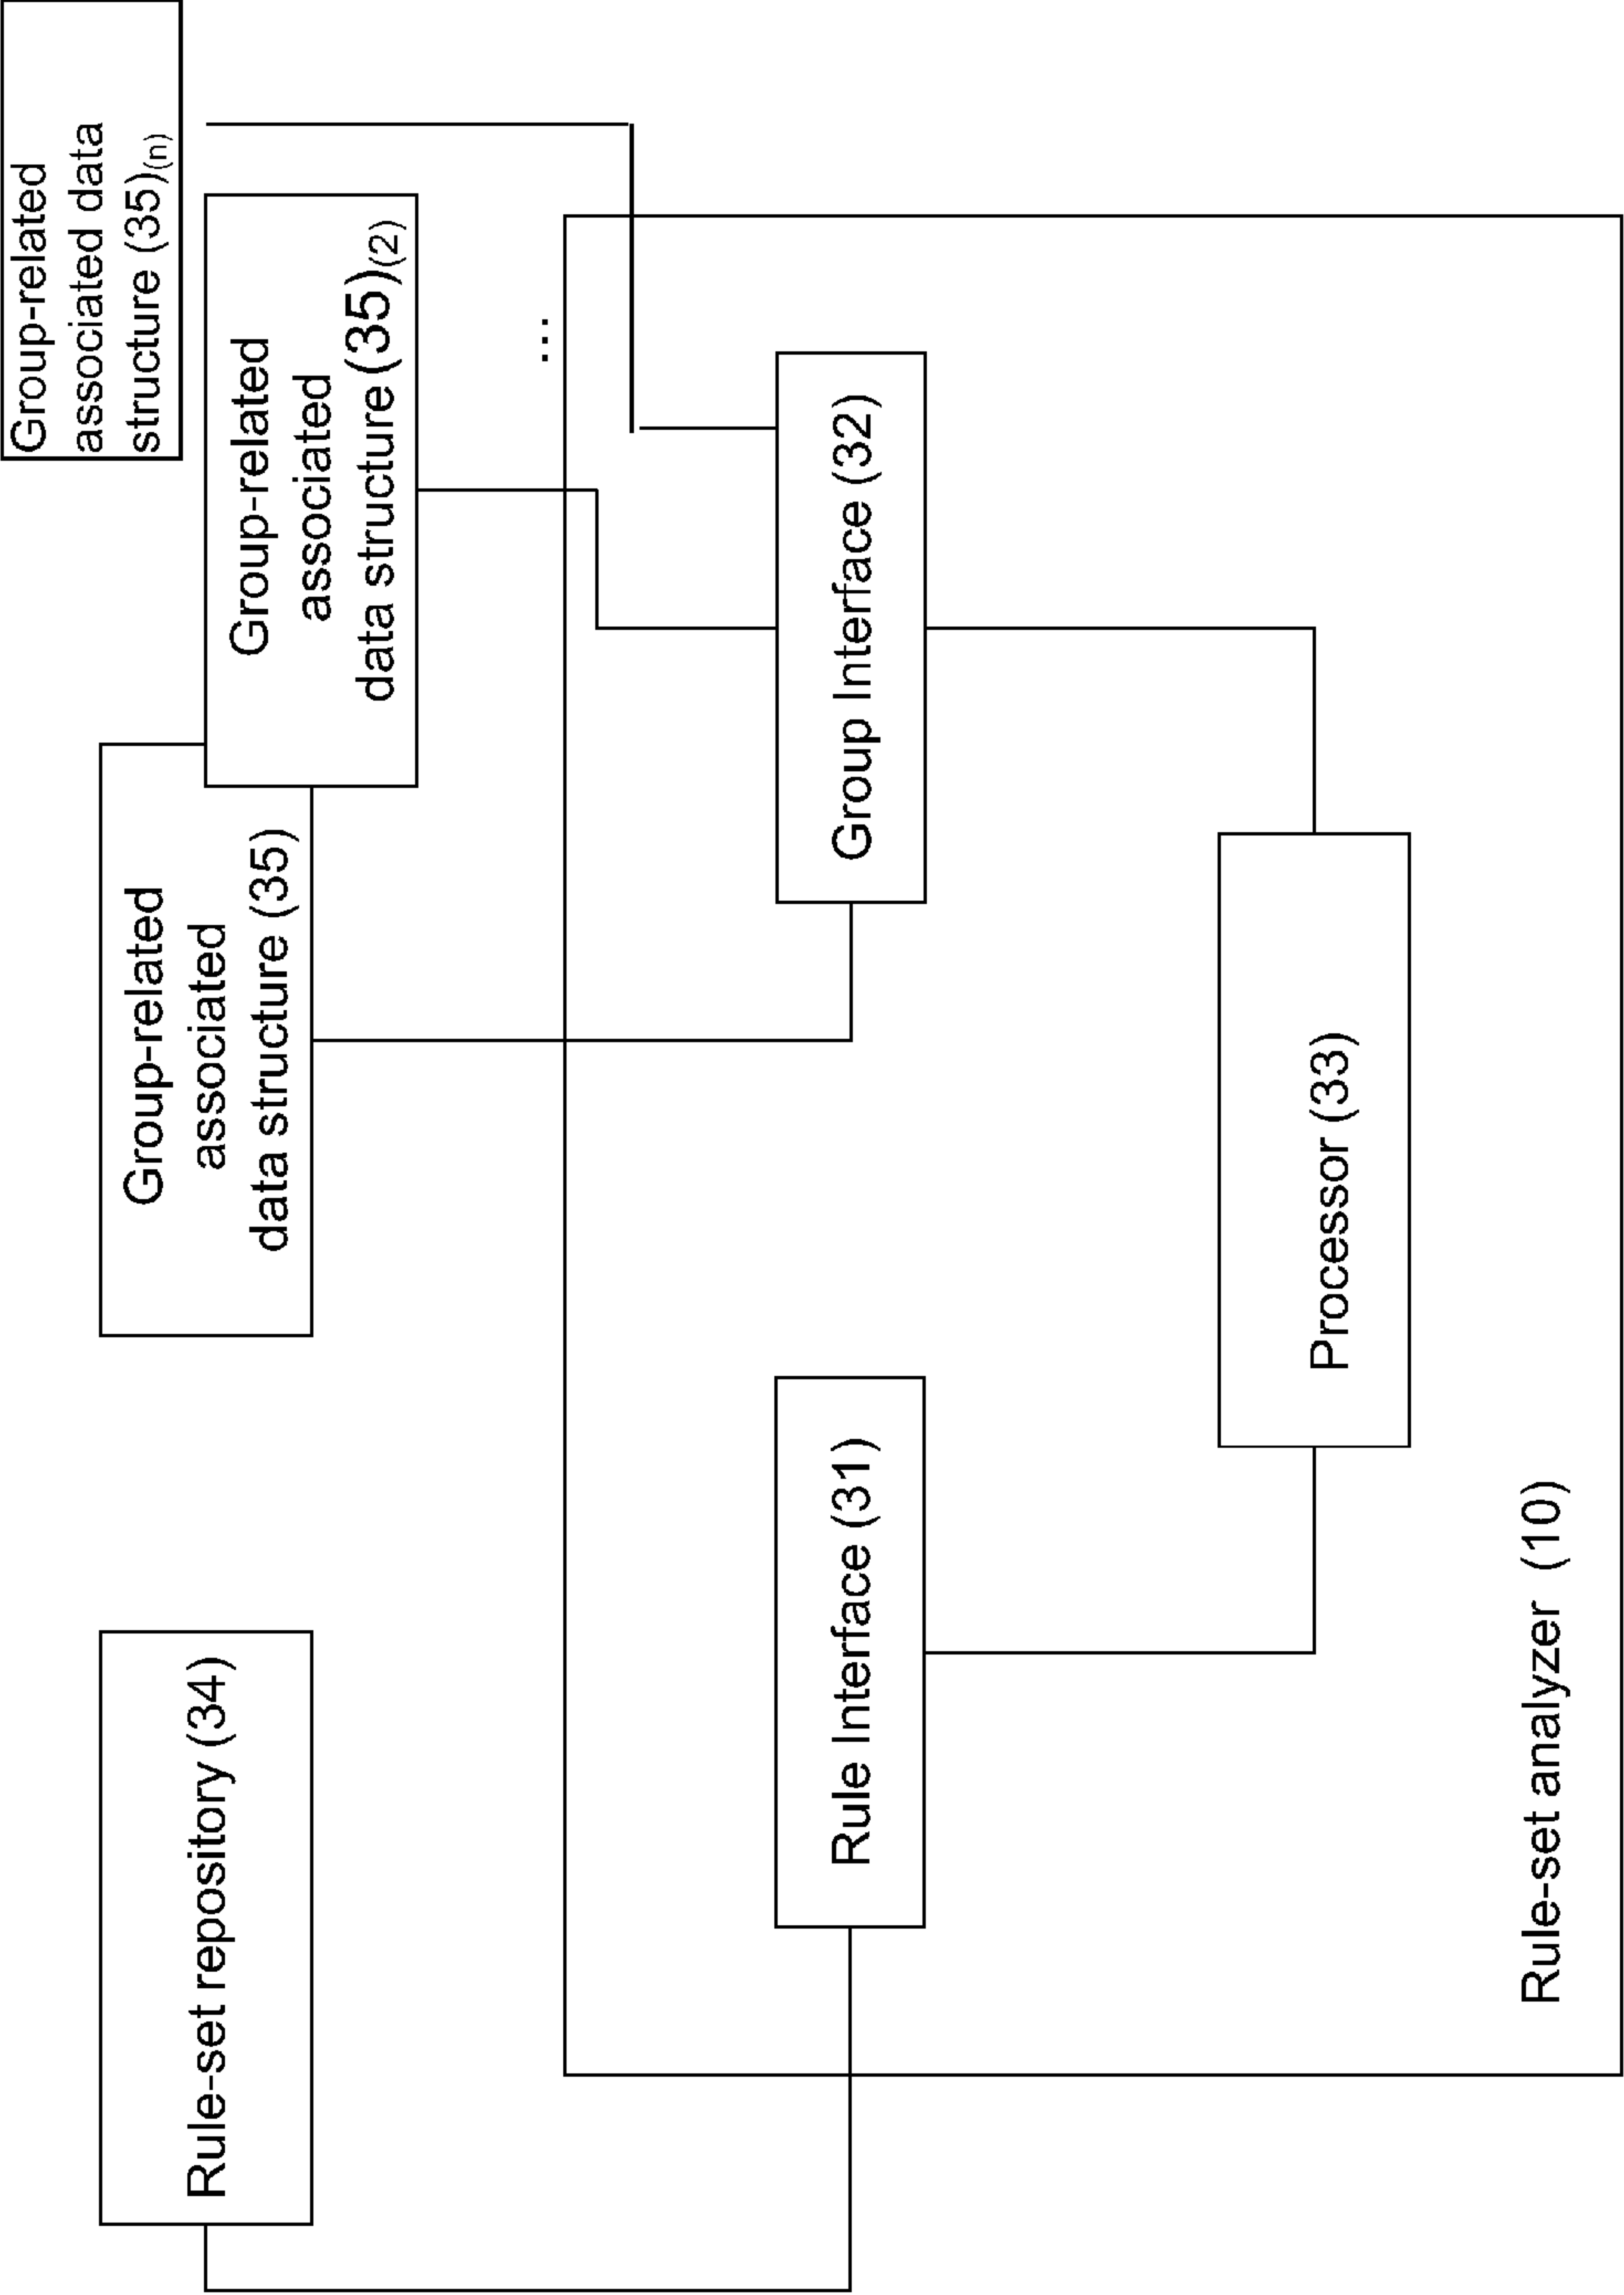 Rule-set repository (34)
Group-related
associated
data structure (35)
Group-related
associated
data structure (35)(2)
Group-related
associated data
structure (35)(n)
...
Rule Interface (31)
Group Interface (32)
Processor (33)
Rule-set analyzer (10)